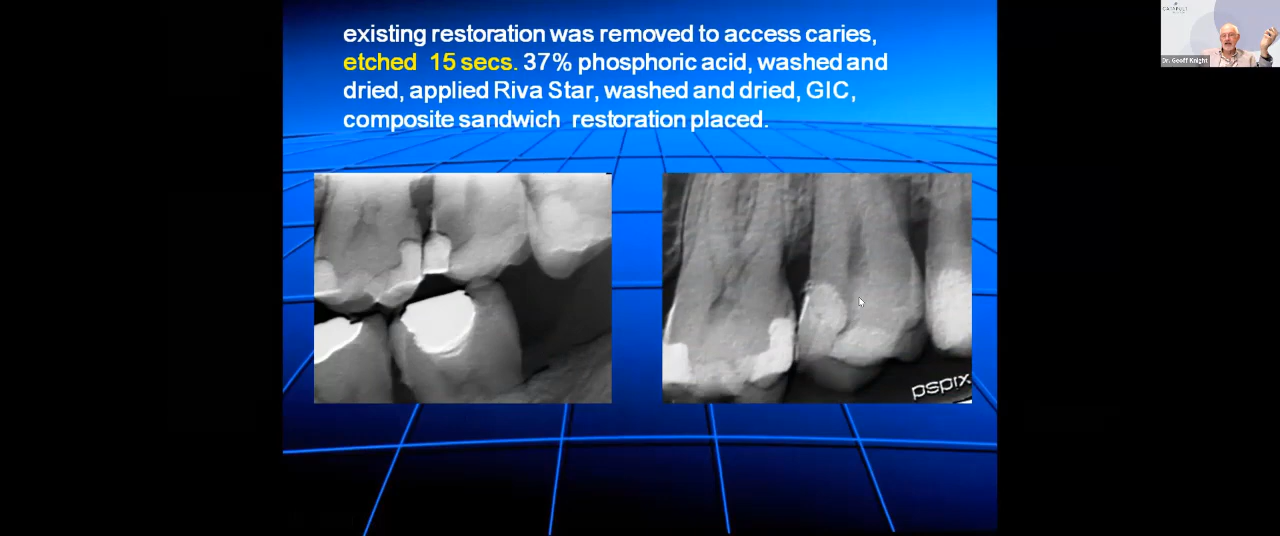 existing restoration was removed to access caries,
etched 15 secs. 37% phosphoric acid, washed and
dried, applied Riva Star, washed and dried, GIC,
composite sandwich restoration placed.
CATAPULT
Dr. Geoff Knight
pspix